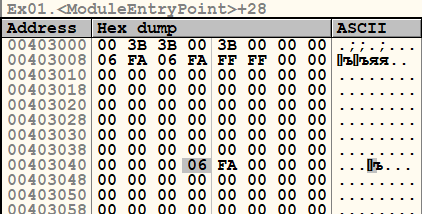 Ex01.<ModuleEntryPoint>+28
Address Hex dump ASCII
00403000 00 3B 3B 00 3B 00 00 00 .;;.;...
00403008 06 FA 06 FA FF FF 00 00 ъъяя..
00403010 00 00 00 00 00 00 00 00 ........
00403018 00 00 00 00 00 00 00 00 ........
00403020 00 00 00 00 00 00 00 00 ........
00403028 00 00 00 00 00 00 00 00 ........
00403030 00 00 00 00 00 00 00 00 ........
00403038 00 00 00 00 00 00 00 00 ........
00403040 00 00 00 06 FA 00 00 00 ...ъ...
00403048 00 00 00 00 00 00 00 00 ........
00403050 00 00 00 00 00 00 00 00 ........
00403058 00 00 00 00 00 00 00 00 ........